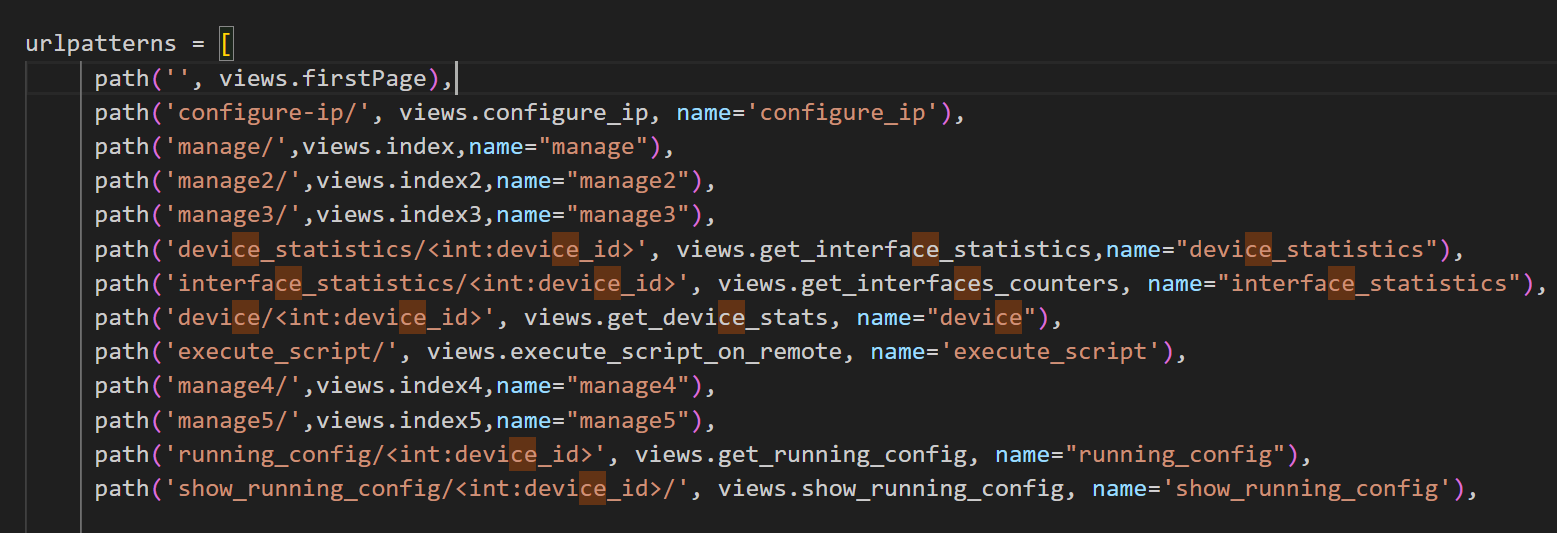 urlpatterns = [
path('', views.firstPage),
path('configure-ip/', views.configure_ip, name='configure_ip'),
path('manage/',views.index,name="manage"),
path('manage2/',views.index2,name="manage2"),
path('manage3/',views.index3,name="manage3"),
path('device_statistics/<int:device_id>', views.get_interface_statistics,name="device_statistics"),
path('interface_statistics/<int:device_id>', views.get_interfaces_counters, name="interface_statistics"),
path('device/<int:device_id>', views.get_device_stats, name="device"),
path('execute_script/', views.execute_script_on_remote, name='execute_script'),
path('manage4/',views.index4,name="manage4"),
path('manage5/',views.index5,name="manage5"),
path('running_config/<int:device_id>', views.get_running_config, name="running_config"),
path('show_running_config/<int:device_id>/', views.show_running_config, name='show_running_config'),